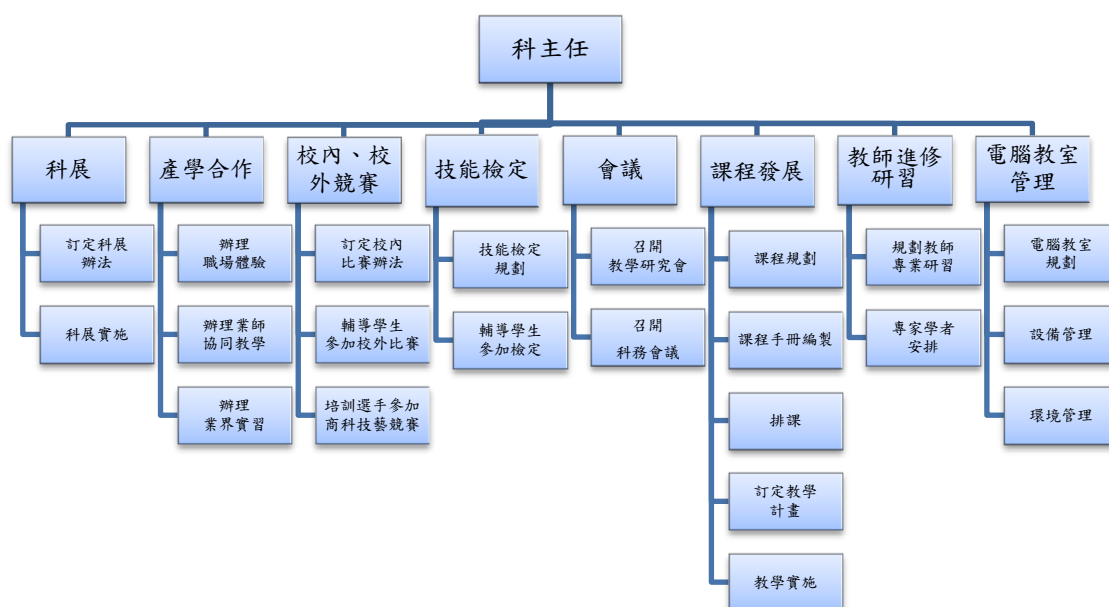 科主任
科展
訂定科展
辦法
科展實施
產學合作
辦理
職場體驗
辦理業師
協同教學
辦理
業界實習
校內、校
外競賽
訂定校內
比賽辦法
輔導學生
參加校外比賽
培訓選手參加
商科技藝競賽
技能檢定
技能檢定
規劃
輔導學生
參加檢定
會議
召開
教學研究會
召開
科務會議
課程發展
課程規劃
課程手冊編製
排課
訂定教學
計畫
教學實施
教師進修
研習
規劃教師
專業研習
專家學者
安排
電腦教室
管理
電腦教室
規劃
設備管理
環境管理